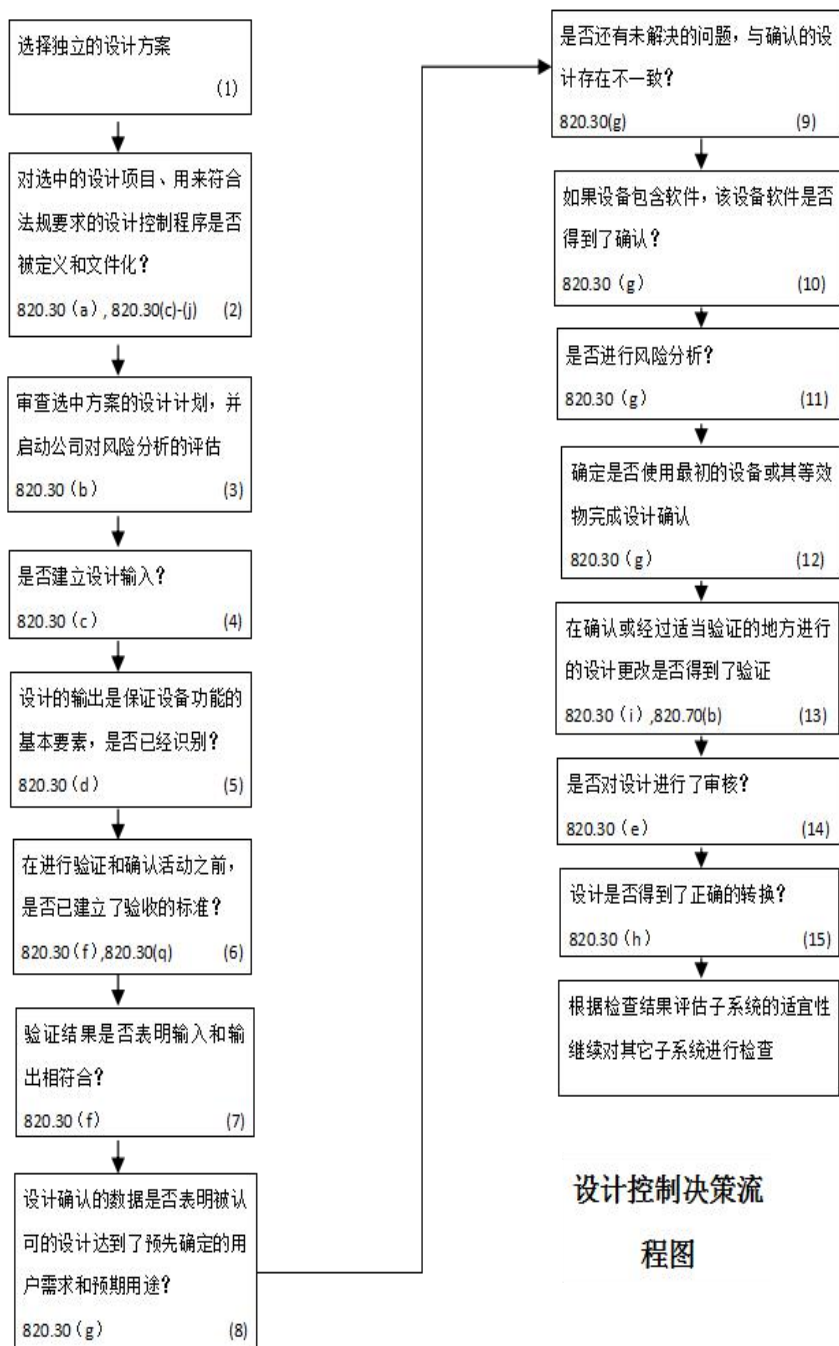 选择独立的设计方案
(1)
对选中的设计项目、用来符合
法规要求的设计控制程序是否
被定义和文件化？
820.30（a）, 820.30(c)-(j) (2)
审查选中方案的设计计划，并
启动公司对风险分析的评估
820.30（b） (3)
是否建立设计输入？
820.30（c） (4)
设计的输出是保证设备功能的
基本要素，是否已经识别？
820.30（d） (5)
在进行验证和确认活动之前，
是否已建立了验收的标准？
820.30（f）,820.30(q) (6)
验证结果是否表明输入和输
出相符合？
820.30（f） (7)
设计确认的数据是否表明被认
可的设计达到了预先确定的用
户需求和预期用途？
820.30（g） (8)
是否还有未解决的问题，与确认的设
计存在不一致？
820.30(g) (9)
如果设备包含软件，该设备软件是否
得到了确认？
820.30（g） (10)
是否进行风险分析？
820.30（g） (11)
确定是否使用最初的设备或其等效
物完成设计确认
820.30（g） (12)
在确认或经过适当验证的地方进行
的设计更改是否得到了验证
820.30（i）,820.70(b) (13)
是否对设计进行了审核？
820.30（e） (14)
设计是否得到了正确的转换？
820.30（h） (15)
根据检查结果评估子系统的适宜性
继续对其它子系统进行检查
设计控制决策流
程图